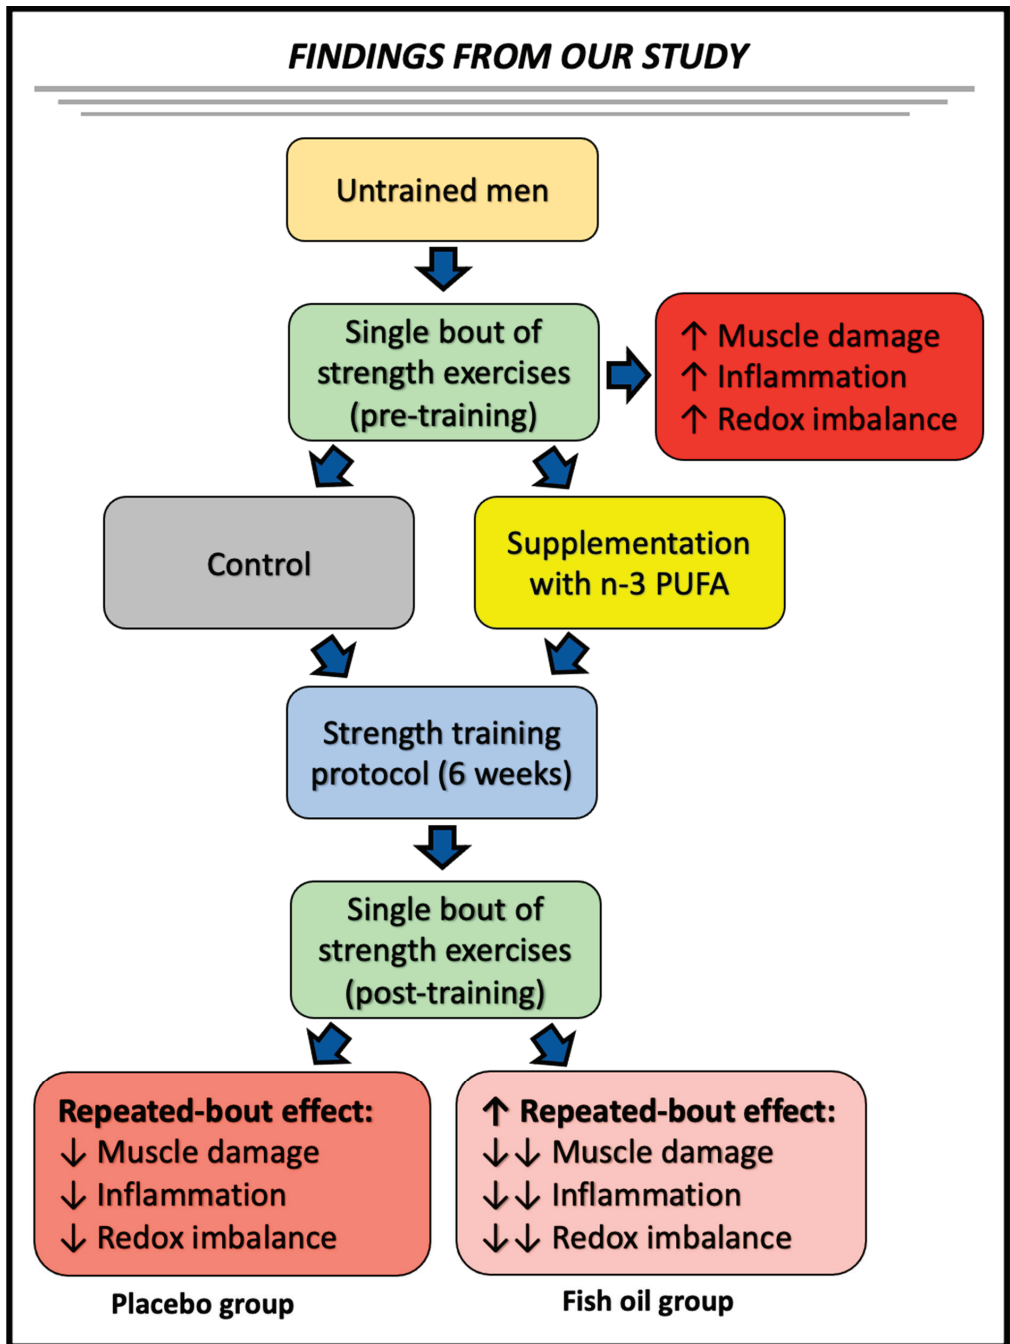 FINDINGS FROM OUR STUDY
Untrained men
Single bout of
strength exercises
(pre-training)
↑ Muscle damage
↑ Inflammation
↑ Redox imbalance
Control
Supplementation
with n-3 PUFA
Strength training
protocol (6 weeks)
Single bout of
strength exercises
(post-training)
Repeated-bout effect:
↓ Muscle damage
↓ Inflammation
↓ Redox imbalance
Placebo group
↑ Repeated-bout effect:
↓↓ Muscle damage
↓↓ Inflammation
↓↓ Redox imbalance
Fish oil group